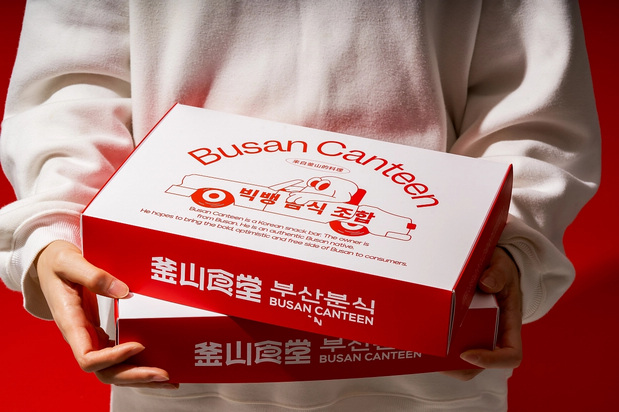 Busan Canteen
来自釜山的料理
빅뱅 조합
Busan Canteen is a Korean snack bar. The owner is
from Busan. He is an authentic Busan native.
He hopes to bring the bold, optimistic and free side of Busan to consumers.
釜山食堂 부산분식
BUSAN CANTEEN
釜山食堂 부산분식
BUSAN CANTEEN